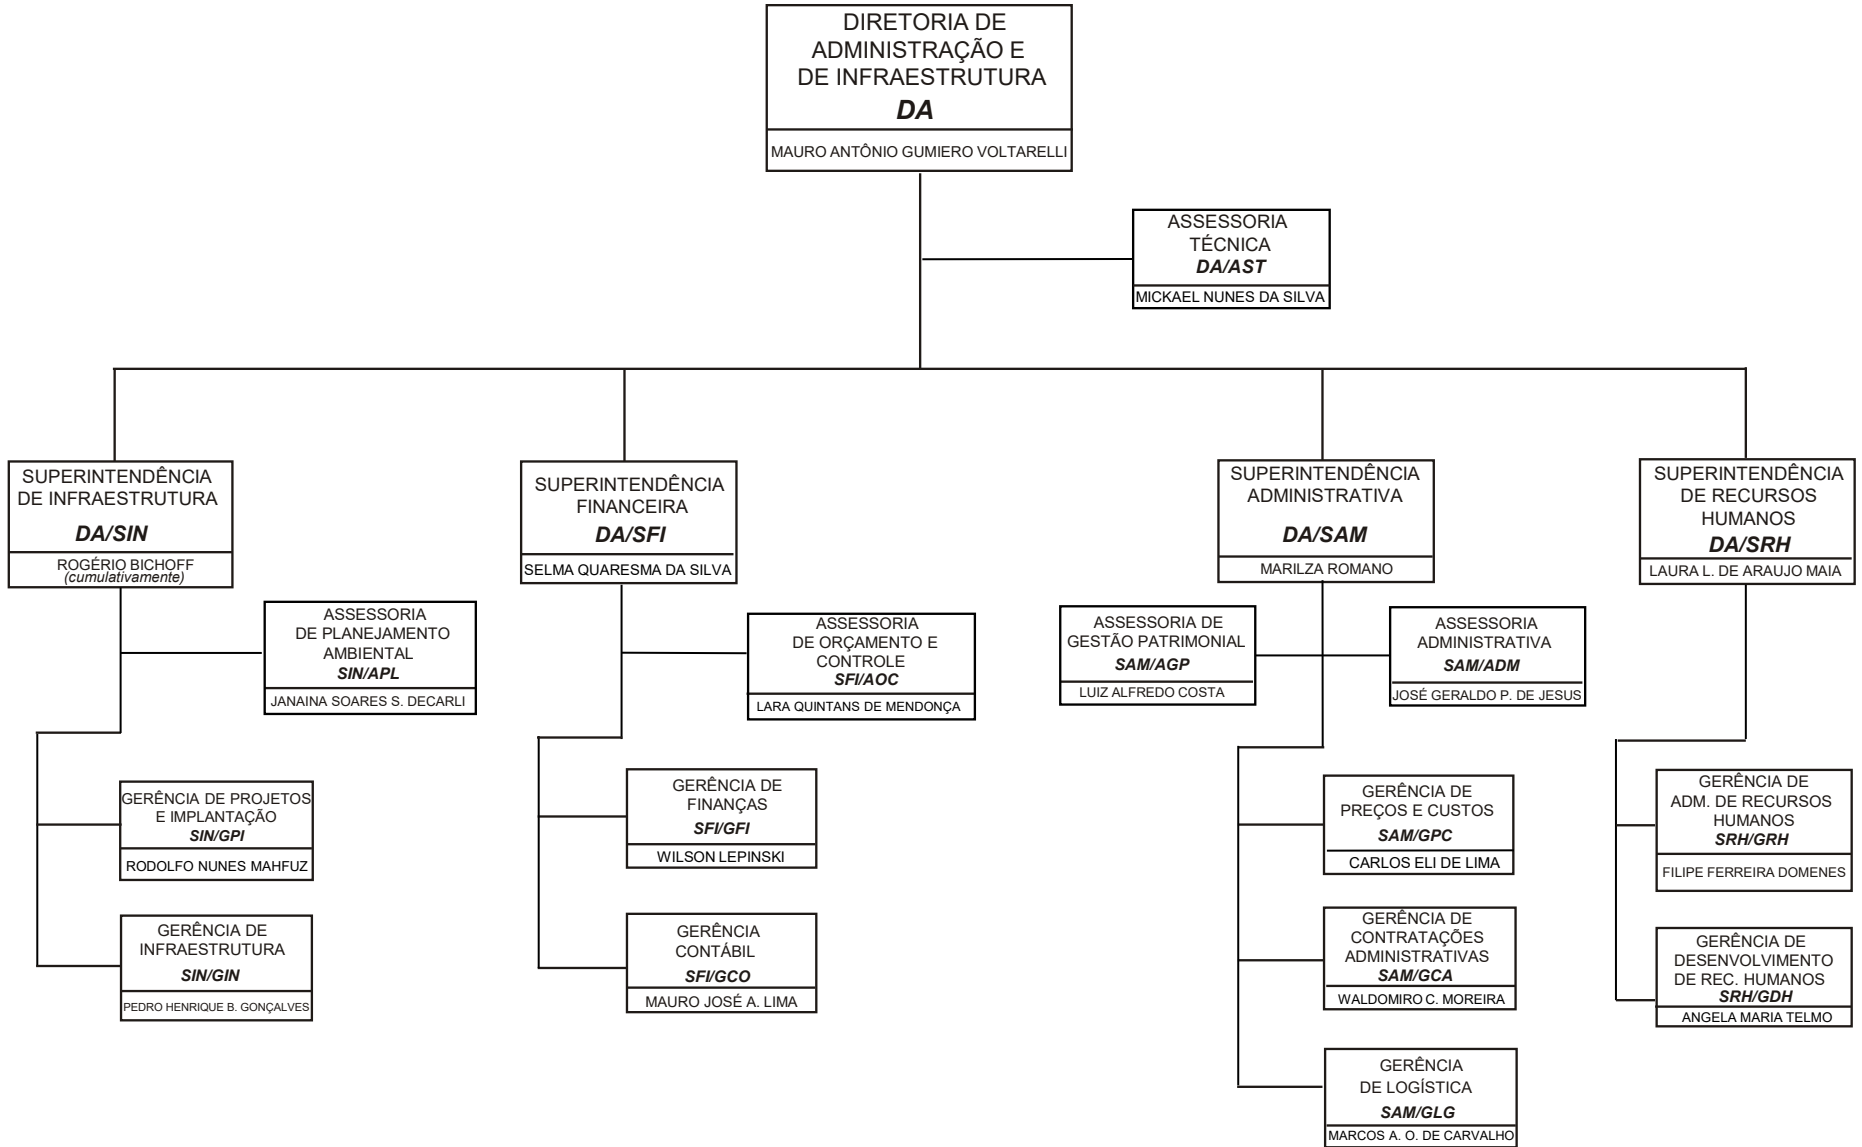 DIRETORIA DE
ADMINISTRAÇÃO E
DE INFRAESTRUTURA
DA
MAURO ANTÔNIO GUMIERO VOLTARELLI
ASSESSORIA
TÉCNICA
DA/AST
MICKAEL NUNES DA SILVA
SUPERINTENDÊNCIA
DE INFRAESTRUTURA
DA/SIN
ROGÉRIO BICHOFF
(cumulativamente)
SUPERINTENDÊNCIA
FINANCEIRA
DA/SFI
SELMA QUARESMA DA SILVA
SUPERINTENDÊNCIA
ADMINISTRATIVA
DA/SAM
MARILZA ROMANO
SUPERINTENDÊNCIA
DE RECURSOS
HUMANOS
DA/SRH
LAURA L. DE ARAUJO MAIA
ASSESSORIA
DE PLANEJAMENTO
AMBIENTAL
SIN/APL
JANAINA SOARES S. DECARLI
ASSESSORIA
DE ORÇAMENTO E
CONTROLE
SFI/AOC
LARA QUINTANS DE MENDONÇA
ASSESSORIA DE
GESTÃO PATRIMONIAL
SAM/AGP
LUIZ ALFREDO COSTA
ASSESSORIA
ADMINISTRATIVA
SAM/ADM
JOSÉ GERALDO P. DE JESUS
GERÊNCIA DE PROJETOS
E IMPLANTAÇÃO
SIN/GPI
RODOLFO NUNES MAHFUZ
GERÊNCIA DE
FINANÇAS
SFI/GFI
WILSON LEPINSKI
GERÊNCIA DE
PREÇOS E CUSTOS
SAM/GPC
CARLOS ELI DE LIMA
GERÊNCIA DE
ADM. DE RECURSOS
HUMANOS
SRH/GRH
FILIPE FERREIRA DOMENES
GERÊNCIA DE
INFRAESTRUTURA
SIN/GIN
PEDRO HENRIQUE B. GONÇALVES
GERÊNCIA
CONTÁBIL
SFI/GCO
MAURO JOSÉ A. LIMA
GERÊNCIA DE
CONTRATAÇÕES
ADMINISTRATIVAS
SAM/GCA
WALDOMIRO C. MOREIRA
GERÊNCIA DE
DESENVOLVIMENTO
DE REC. HUMANOS
SRH/GDH
ANGELA MARIA TELMO
GERÊNCIA
DE LOGÍSTICA
SAM/GLG
MARCOS A. O. DE CARVALHO